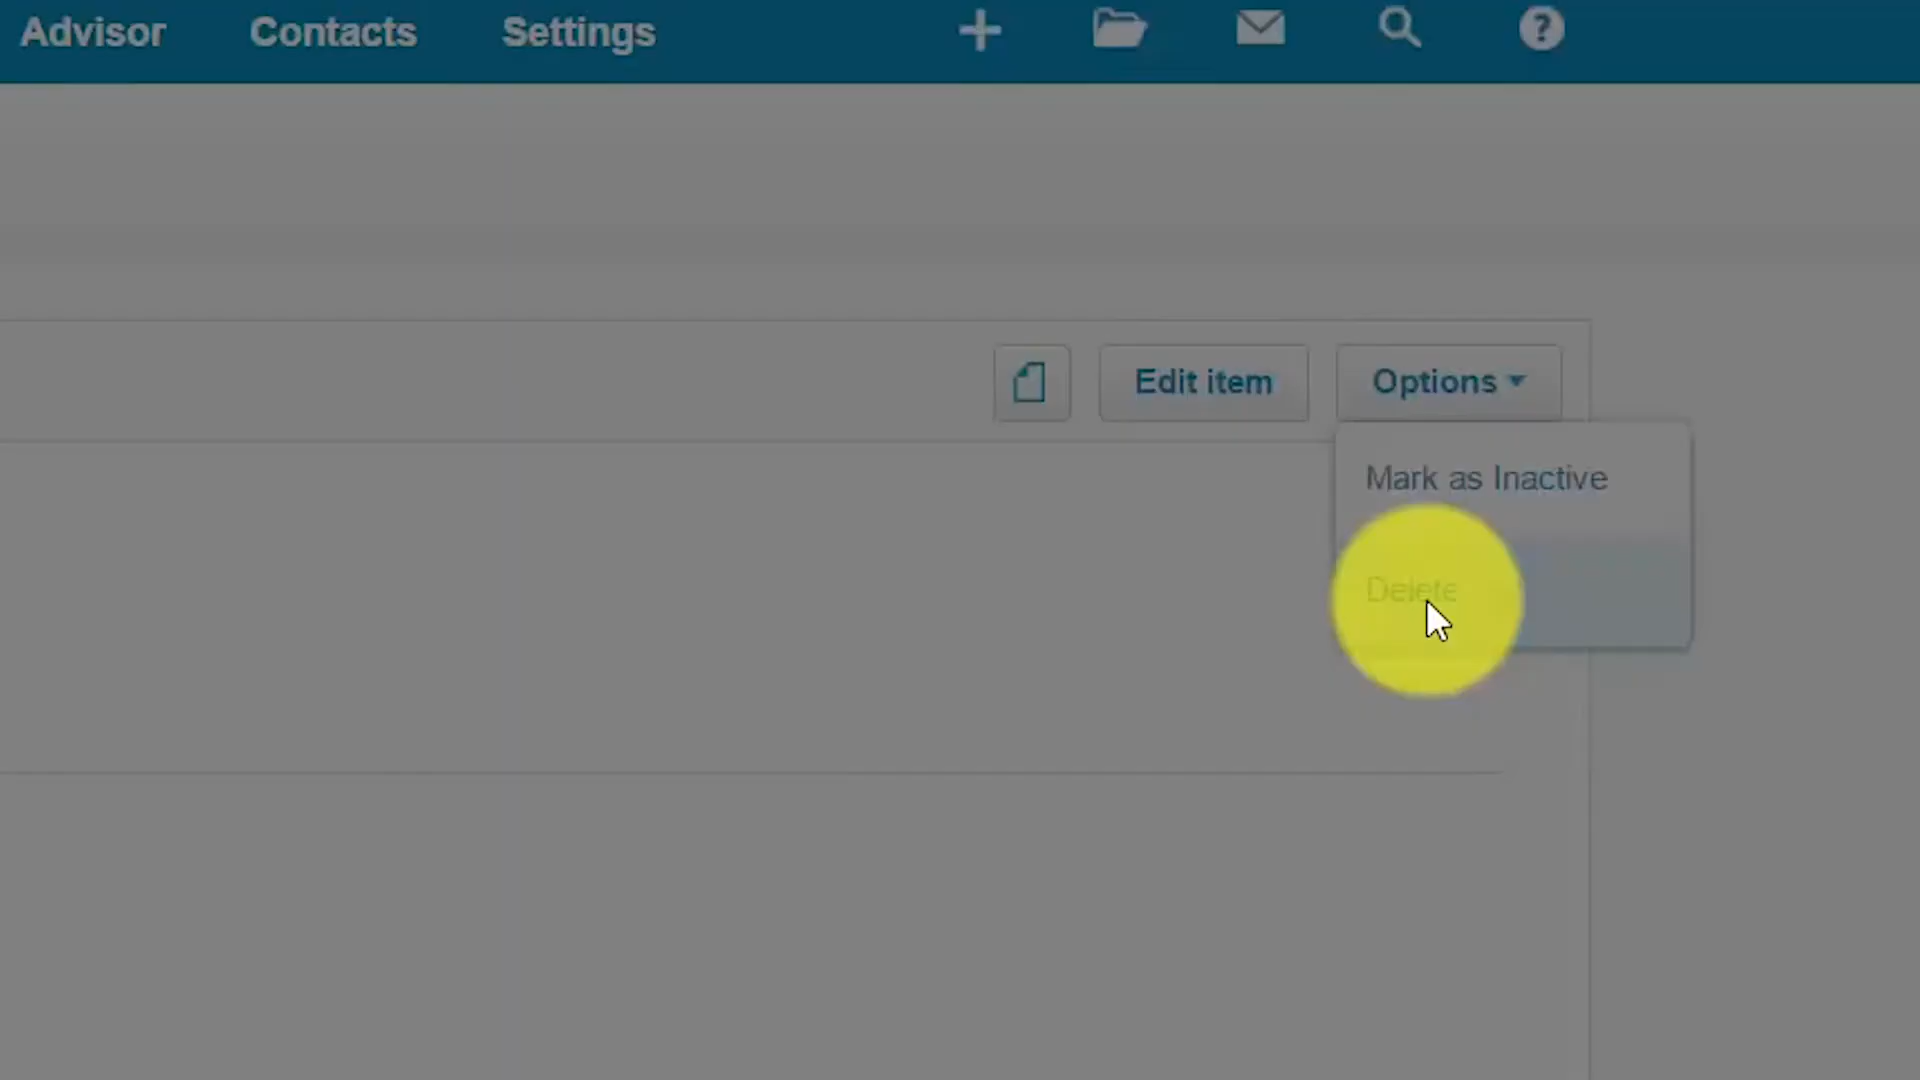 Advisor Contacts Settings ?
Edit item Options
Mark as Inactive
Delete